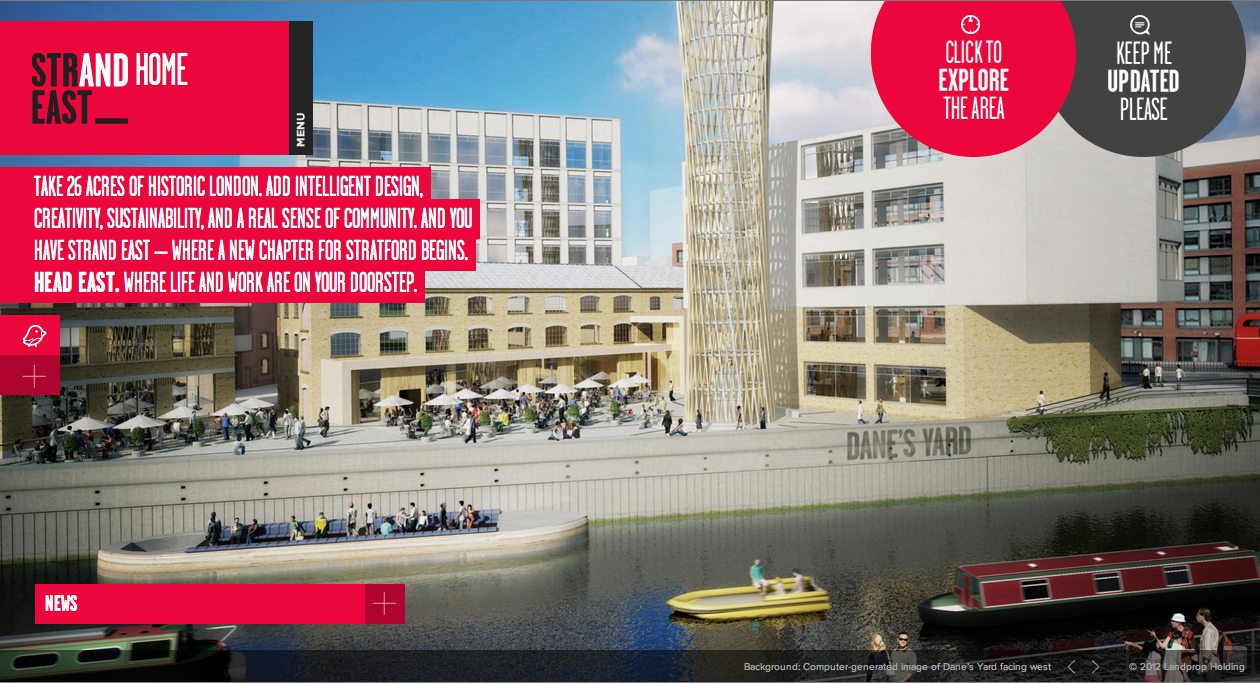 STRAND HOME
EAST_
MENU
CLICK TO
EXPLORE
THE AREA
KEEP ME
UPDATED
PLEASE
TAKE 26 ACRES OF HISTORIC LONDON. ADD INTELLIGENT DESIGN,
CREATIVITY, SUSTAINABILITY, AND A REAL SENSE OF COMMUNITY. AND YOU
HAVE STRAND EAST – WHERE A NEW CHAPTER FOR STRATFORD BEGINS.
HEAD EAST. WHERE LIFE AND WORK ARE ON YOUR DOORSTEP.
DANE'S YARD
NEWS
Background: Computer-generated image of Dane's Yard facing west
© 2012 Landprop Holding